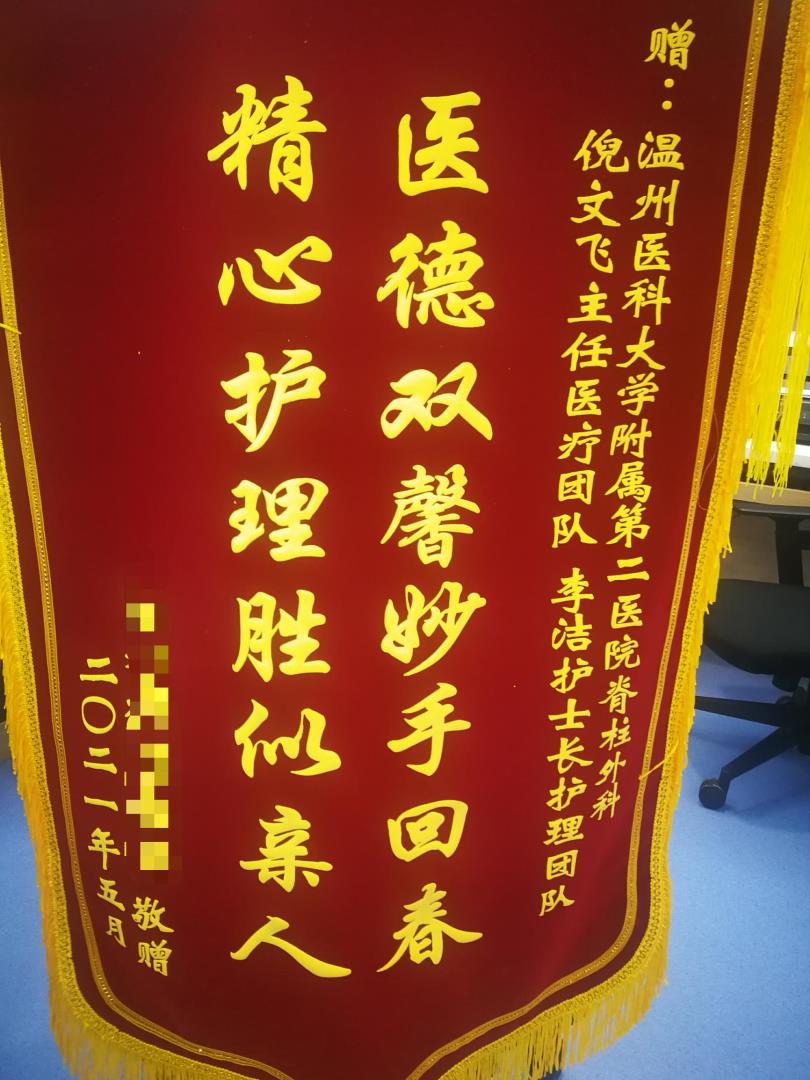 赠：温州医科大学附属第二医院脊柱外科
倪文飞主任医疗团队 李洁护士长护理团队
医德双馨妙手回春
精心护理胜似亲人
敬赠
二〇二一年五月